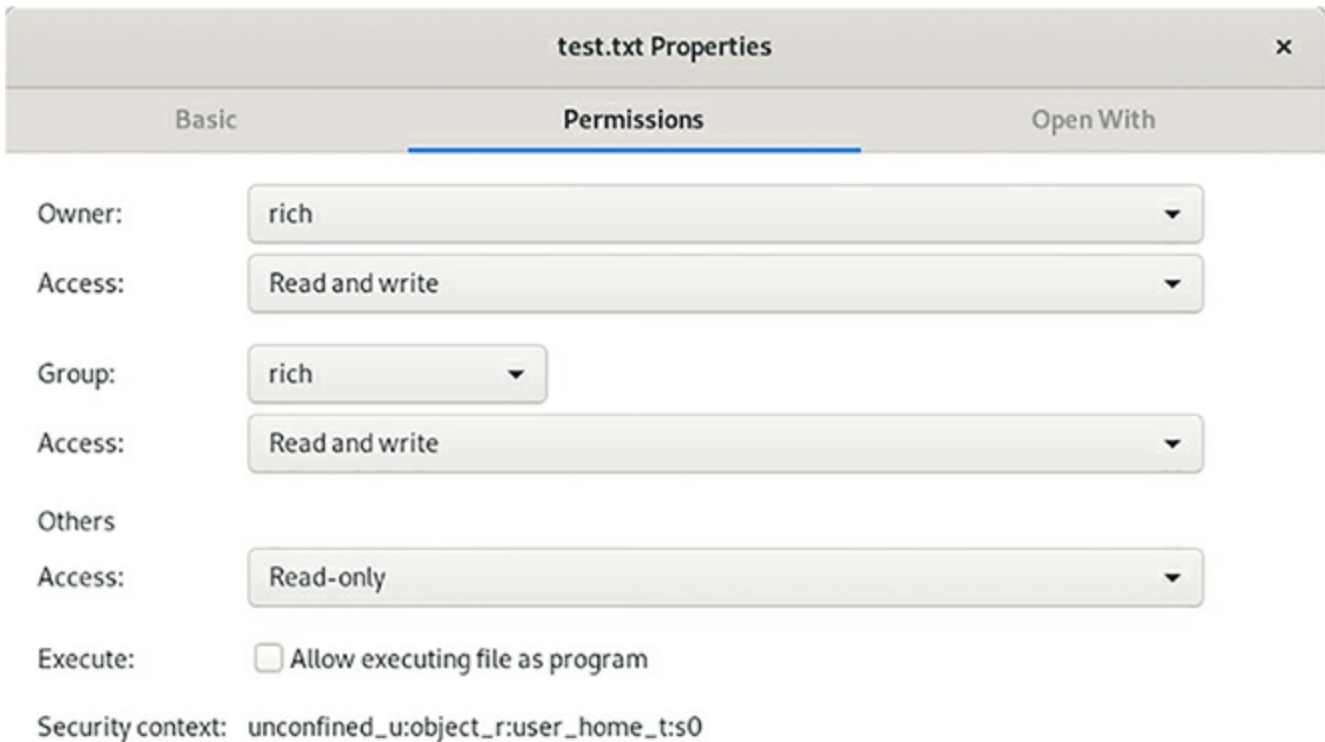 test.txt Properties
Basic Permissions Open With
Owner: rich
Access: Read and write
Group: rich
Access: Read and write
Others
Access: Read-only
Execute: Allow executing file as program
Security context: unconfined_u:object_r:user_home_t:s0